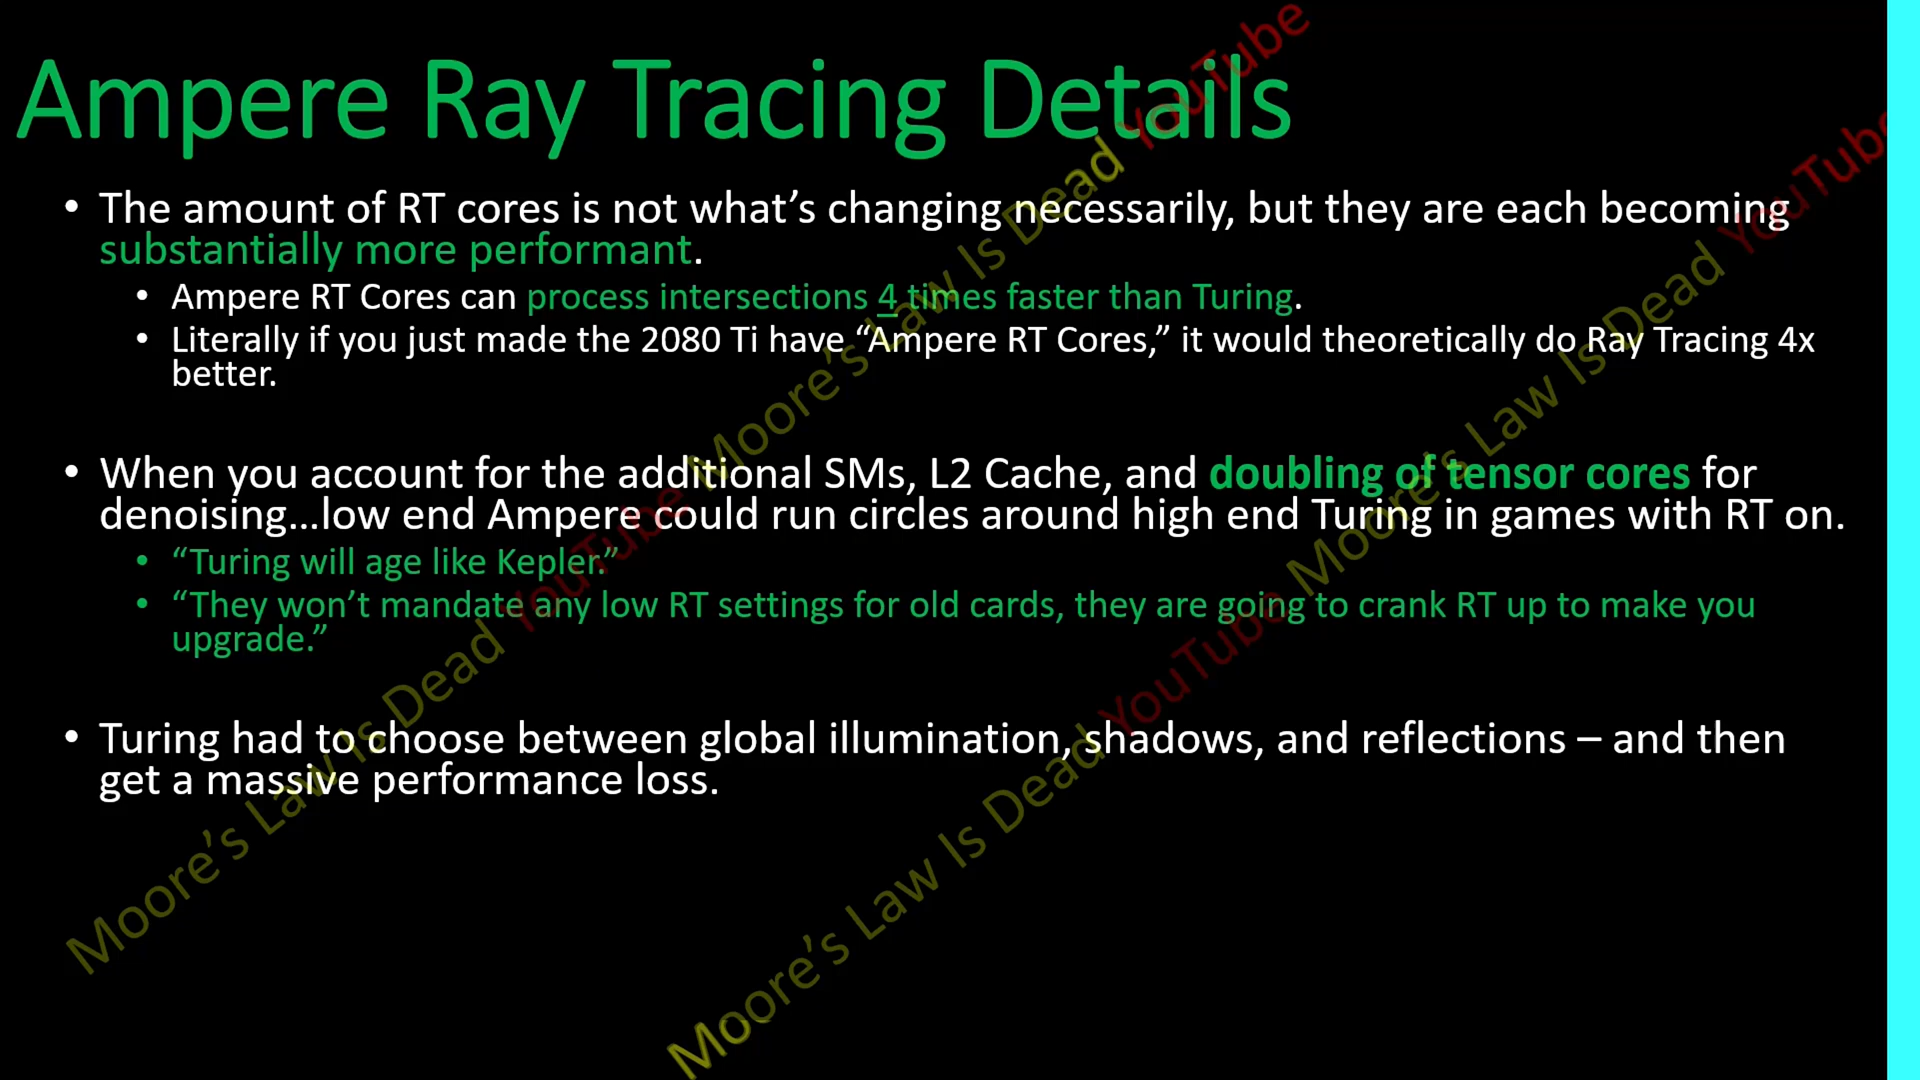 Ampere Ray Tracing Details
• The amount of RT cores is not what’s changing necessarily, but they are each becoming
substantially more performant.
• Ampere RT Cores can process intersections 4 times faster than Turing.
• Literally if you just made the 2080 Ti have “Ampere RT Cores,” it would theoretically do Ray Tracing 4x
better.
• When you account for the additional SMs, L2 Cache, and doubling of tensor cores for
denoising…low end Ampere could run circles around high end Turing in games with RT on.
• “Turing will age like Kepler.”
• “They won’t mandate any low RT settings for old cards, they are going to crank RT up to make you
upgrade.”
• Turing had to choose between global illumination, shadows, and reflections – and then
get a massive performance loss.
Moore’s Law Is Dead YouTube Moore’s Law Is Dead YouTube
Moore’s Law Is Dead YouTube Moore’s Law Is Dead YouTube